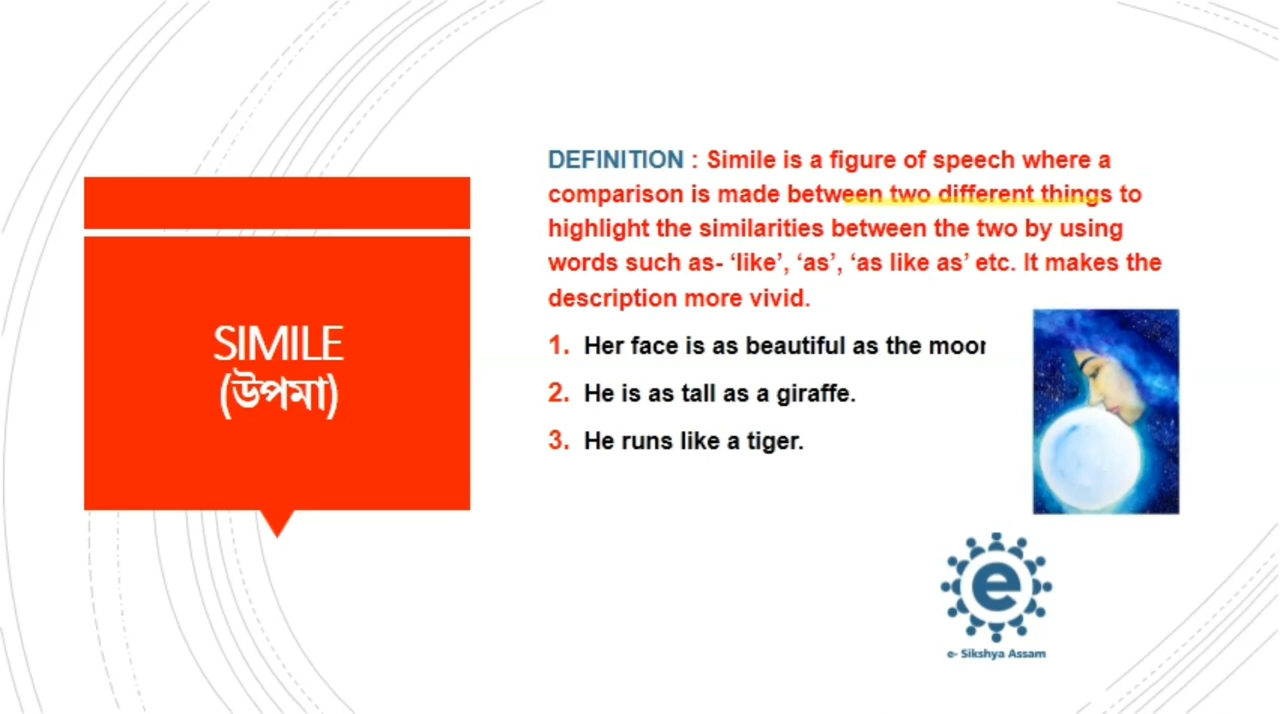 SIMILE
(উপমা)
DEFINITION : Simile is a figure of speech where a
comparison is made between two different things to
highlight the similarities between the two by using
words such as- ‘like’, ‘as’, ‘as like as’ etc. It makes the
description more vivid.
1. Her face is as beautiful as the moon
2. He is as tall as a giraffe.
3. He runs like a tiger.
e
e- Sikshya Assam